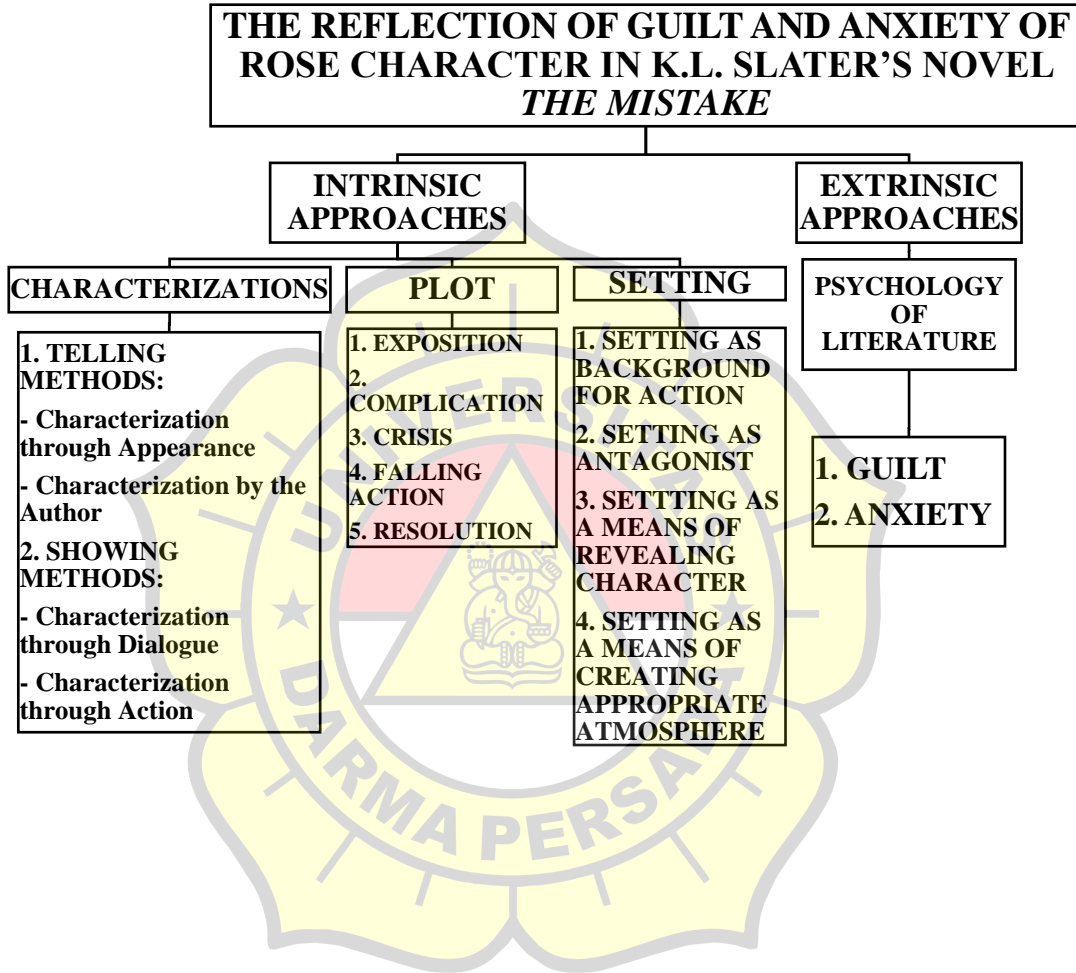 THE REFLECTION OF GUILT AND ANXIETY OF
ROSE CHARACTER IN K.L. SLATER'S NOVEL
THE MISTAKE
INTRINSIC
APPROACHES
EXTRINSIC
APPROACHES
CHARACTERIZATIONS
PLOT
SETTING
PSYCHOLOGY
OF
LITERATURE
1. TELLING
METHODS:
- Characterization
through Appearance
- Characterization by the
Author
2. SHOWING
METHODS:
- Characterization
through Dialogue
- Characterization
through Action
1. EXPOSITION
2.
COMPLICATION
3. CRISIS
4. FALLING
ACTION
5. RESOLUTION
1. SETTING AS
BACKGROUND
FOR ACTION
2. SETTING AS
ANTAGONIST
3. SETTTING AS
A MEANS OF
REVEALING
CHARACTER
4. SETTING AS
A MEANS OF
CREATING
APPROPRIATE
ATMOSPHERE
1. GUILT
2. ANXIETY
UNIVERSITAS
DARMA PERSADA